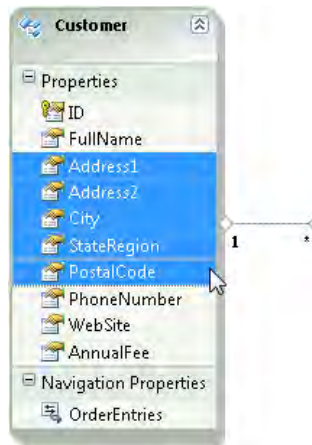 Customer
Properties
ID
FullName
Address1
Address2
City
StateRegion
1 *
PostalCode
PhoneNumber
WebSite
AnnualFee
Navigation Properties
OrderEntries